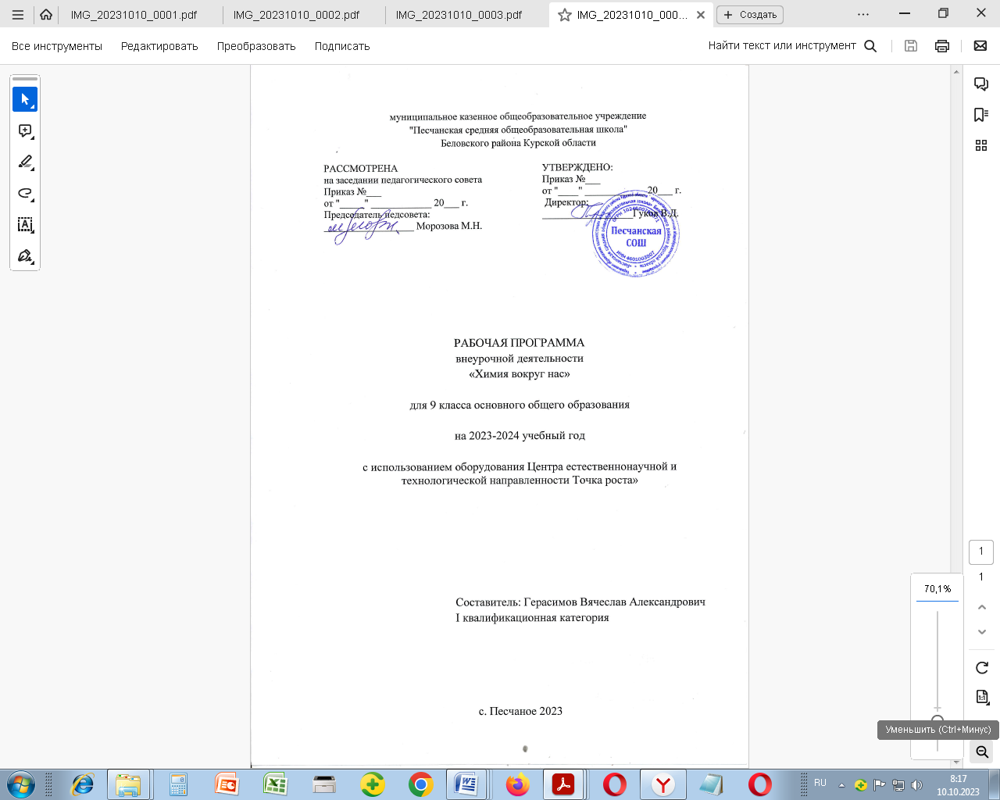 IMG_20231010_0001.pdf
IMG_20231010_0002.pdf
IMG_20231010_0003.pdf
IMG_20231010_000...
Создать
Все инструменты
Редактировать
Преобразовать
Подписать
Найти текст или инструмент
муниципальное казенное общеобразовательное учреждение
"Песчанская средняя общеобразовательная школа"
Беловского района Курской области
РАССМОТРЕНА
на заседании педагогического совета
Приказ №___
от "_____" ____________ 20___ г.
Председатель педсовета:
__________________ Морозова М.Н.
УТВЕРЖДЕНО:
Приказ №___
от "____" ____________ 20___ г.
Директор:
В.Д.
Песчанская
СОШ
РАБОЧАЯ ПРОГРАММА
внеурочной деятельности
«Химия вокруг нас»
для 9 класса основного общего образования
на 2023-2024 учебный год
с использованием оборудования Центра естественнонаучной и
технологической направленности Точка роста»
Составитель: Герасимов Вячеслав Александрович
I квалификационная категория
с. Песчаное 2023
1
1
70,1%
1:1
Уменьшить (Ctrl+Минус)
RU
8:17
10.10.2023